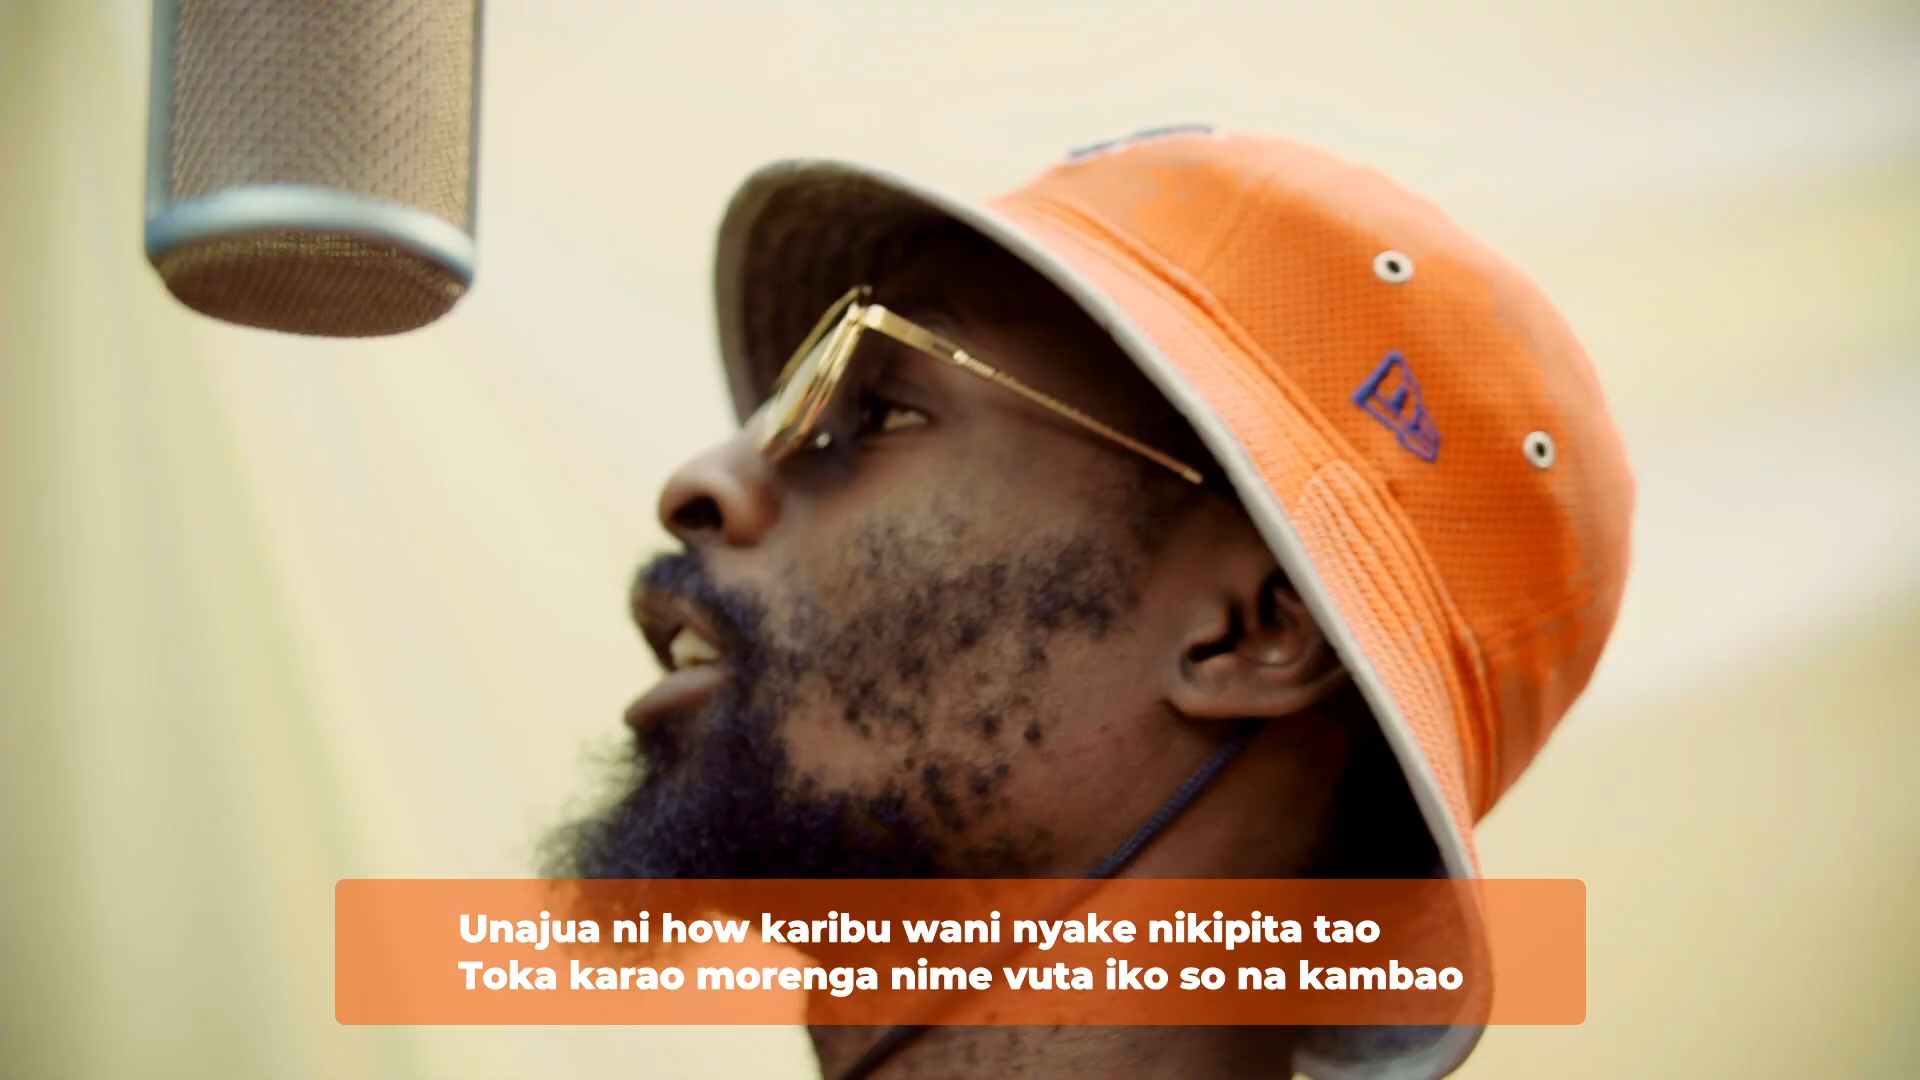 Unajua ni how karibu wani nyake nikipita tao
Toka karao morenga nime vuta iko so na kambao